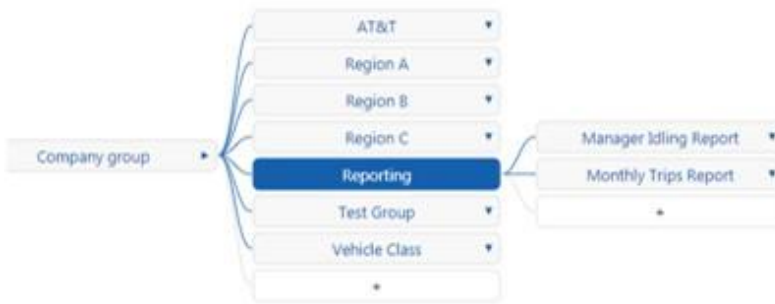 AT&T
Region A
Region B
Region C
Manager Idling Report
Company group
Reporting
Monthly Trips Report
Test Group
+
Vehicle Class
+